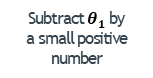 Subtract θ₁ by
a small positive
number